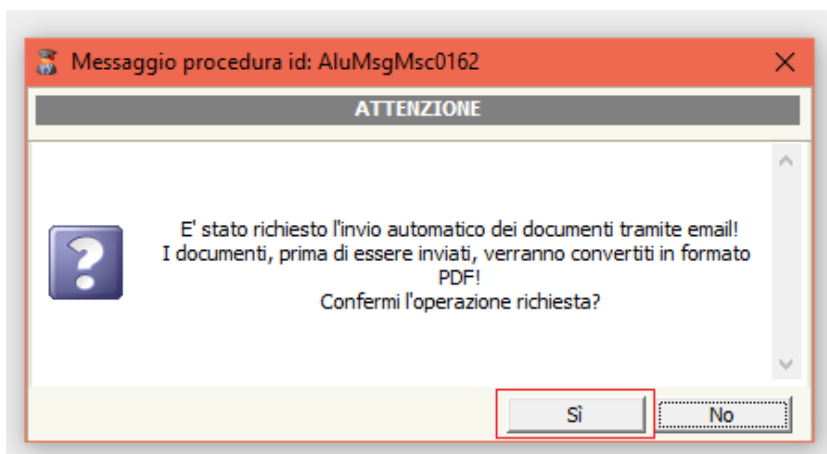 Messaggio procedura id: AluMsgMsc0162
ATTENZIONE
E' stato richiesto l'invio automatico dei documenti tramite email!
I documenti, prima di essere inviati, verranno convertiti in formato
PDF!
Confermi l'operazione richiesta?
Sì No